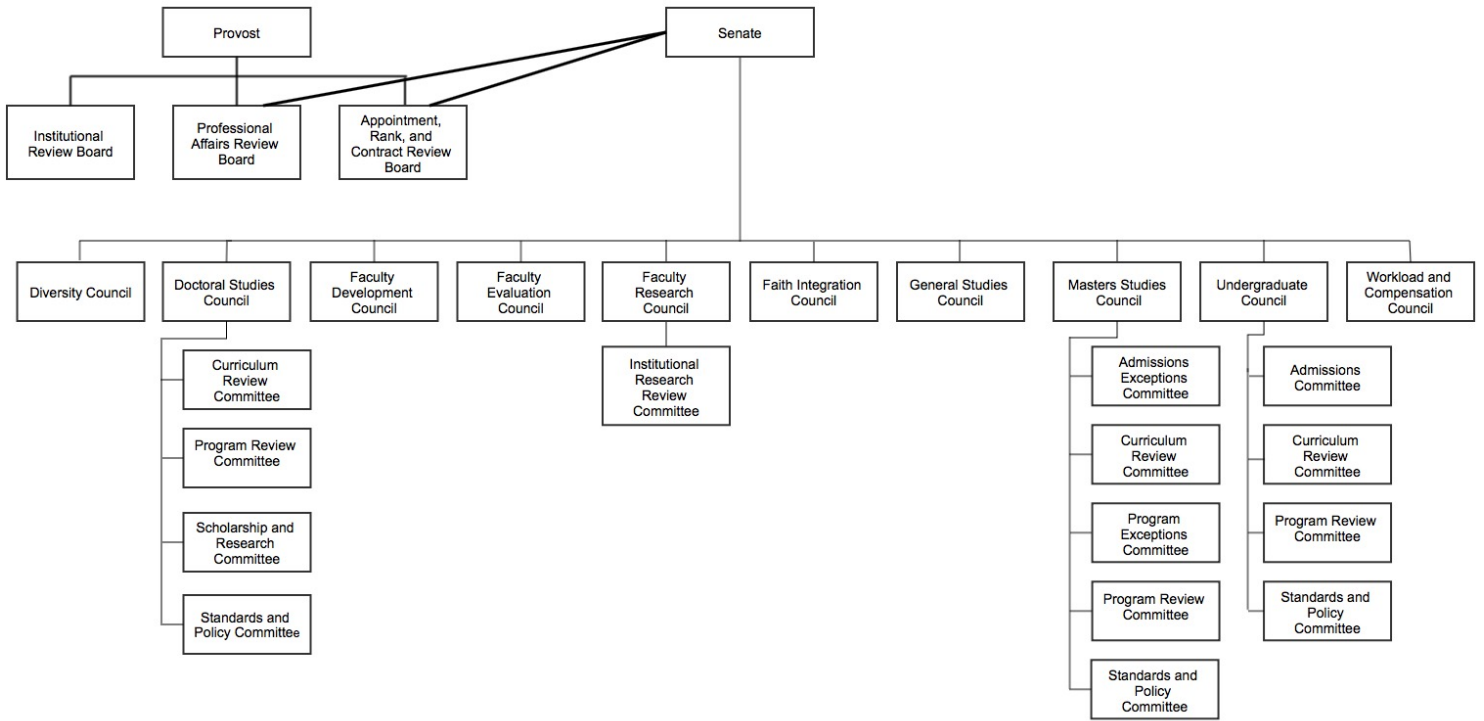 Provost
Senate
Institutional
Review Board
Professional
Affairs Review
Board
Appointment,
Rank, and
Contract Review
Board
Diversity Council
Doctoral Studies
Council
Faculty
Development
Council
Faculty
Evaluation
Council
Faculty
Research
Council
Faith Integration
Council
General Studies
Council
Masters Studies
Council
Undergraduate
Council
Workload and
Compensation
Council
Curriculum
Review
Committee
Program Review
Committee
Scholarship and
Research
Committee
Standards and
Policy Committee
Institutional
Research
Review
Committee
Admissions
Exceptions
Committee
Curriculum
Review
Committee
Program
Exceptions
Committee
Program Review
Committee
Standards and
Policy
Committee
Admissions
Committee
Curriculum
Review
Committee
Program Review
Committee
Standards and
Policy
Committee